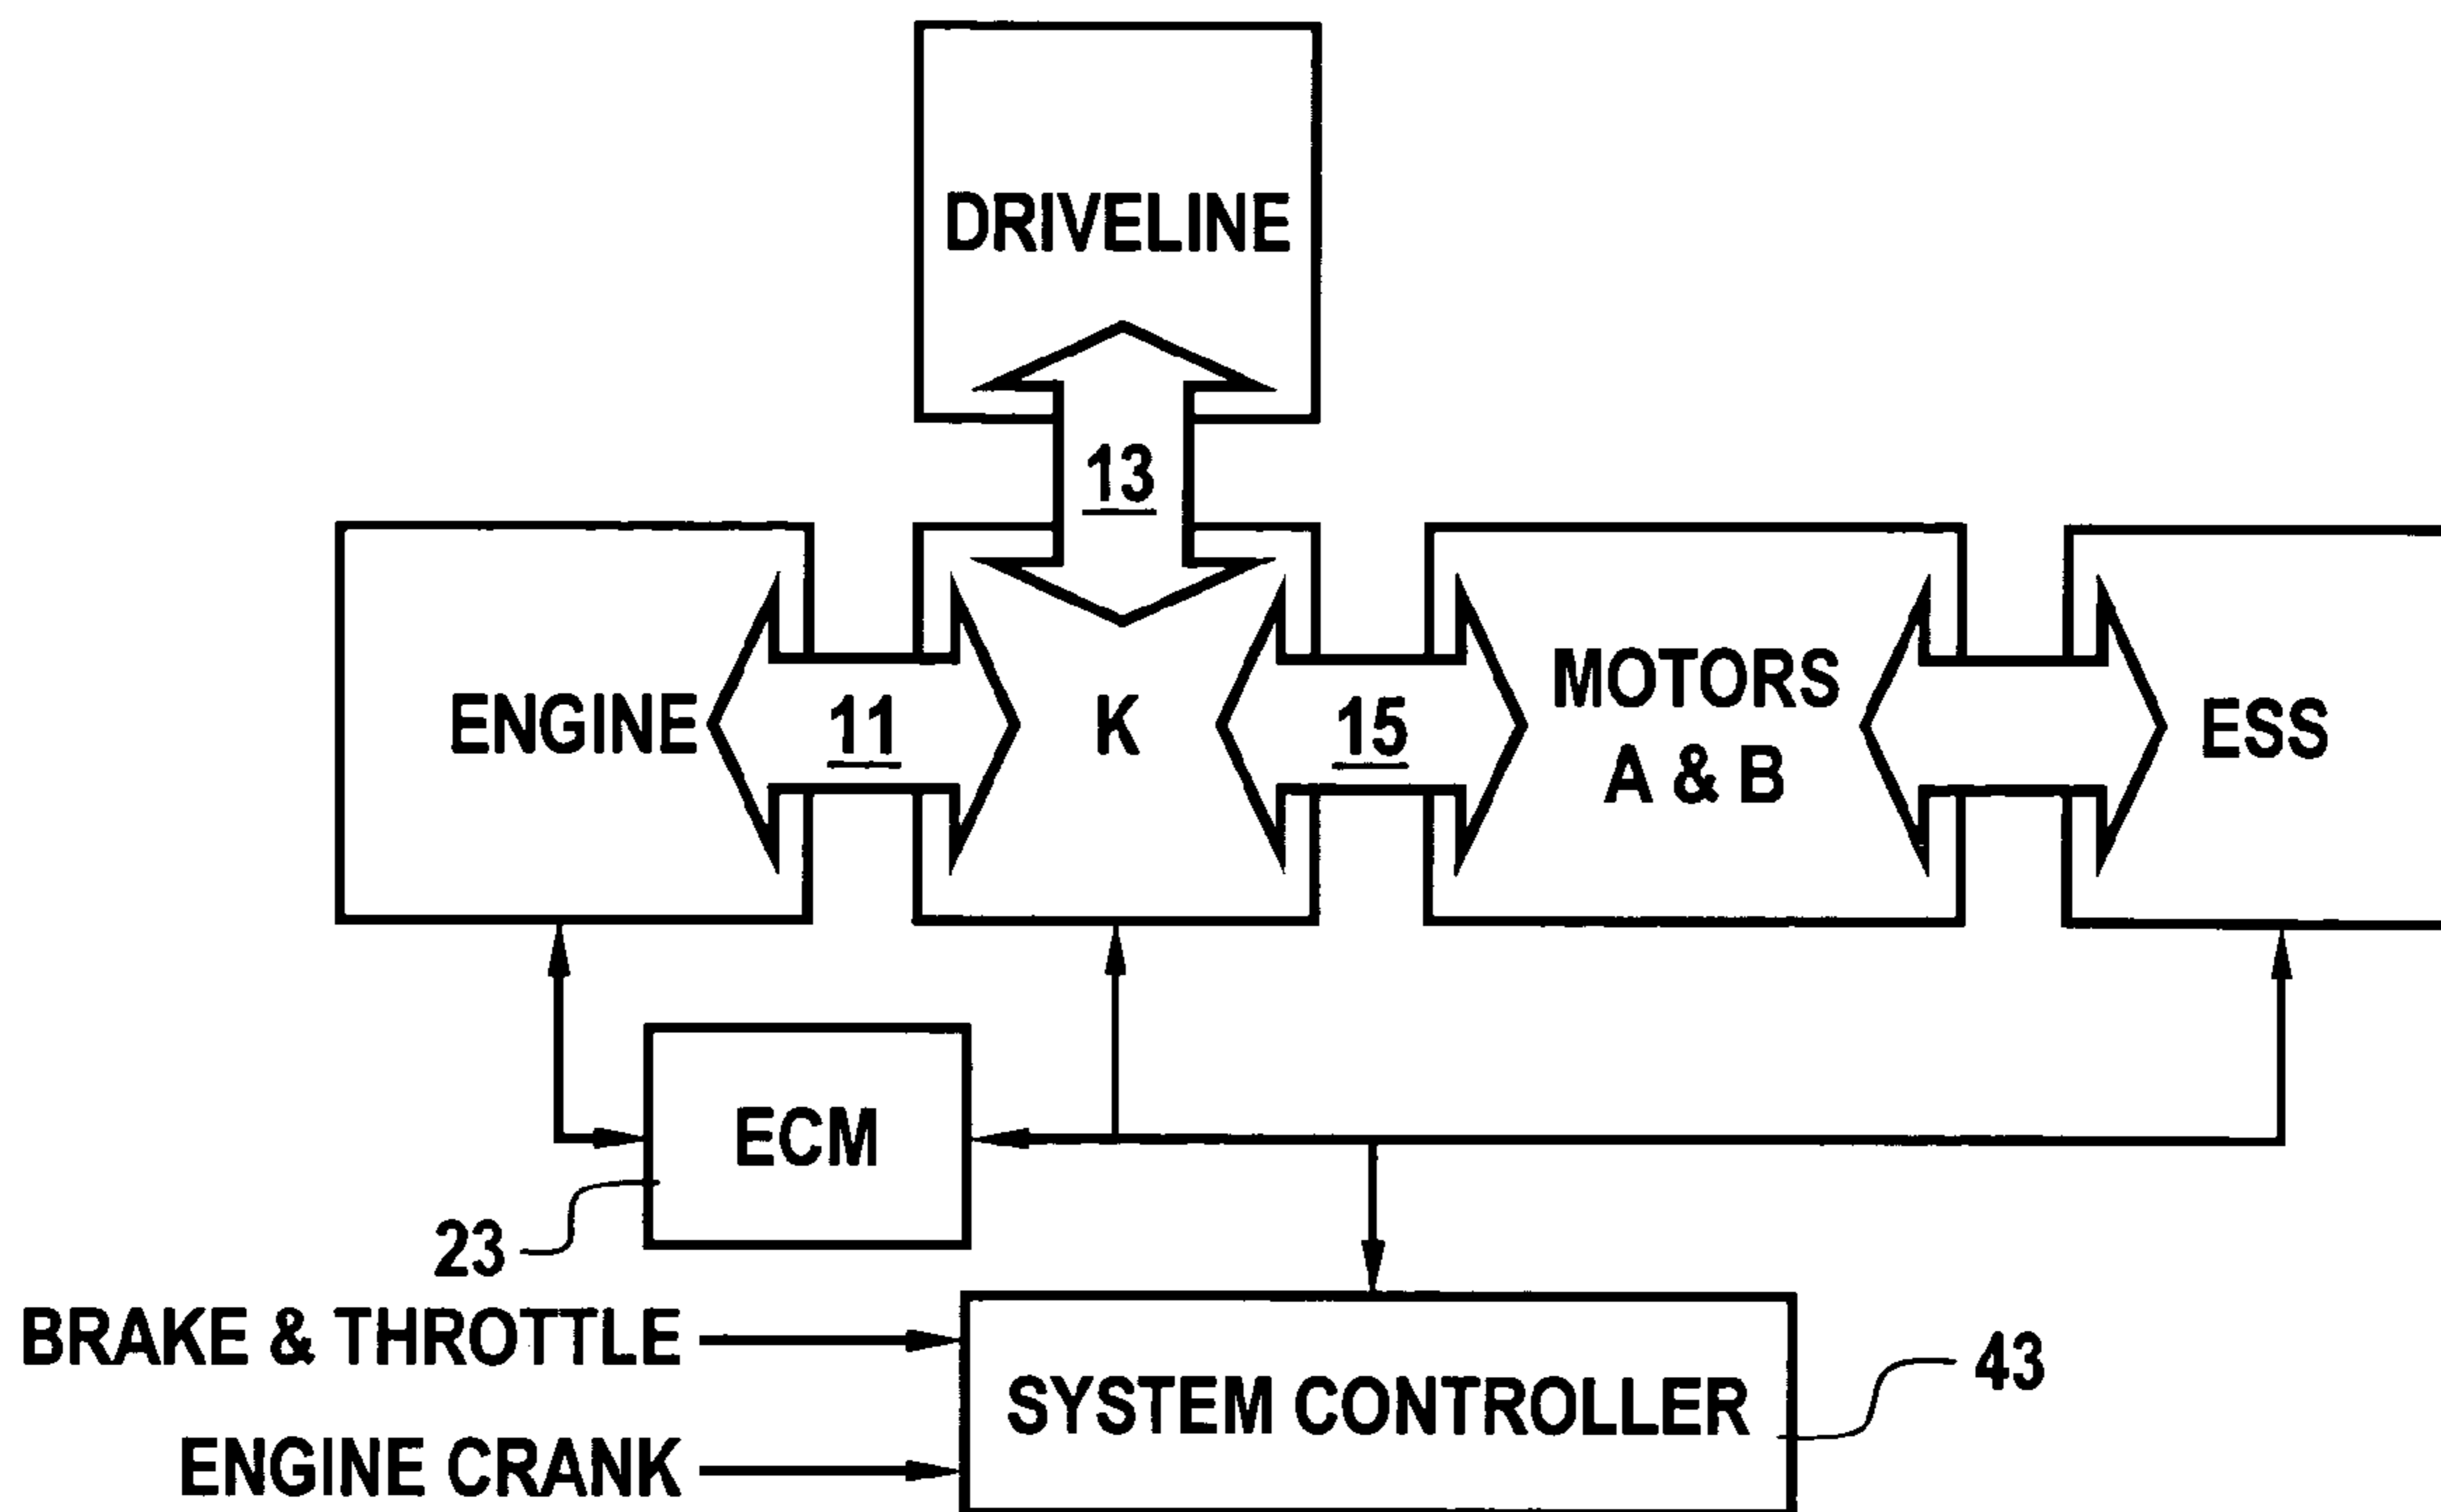 DRIVELINE
13
ENGINE
11
K
15
MOTORS
A & B
ESS
ECM
23
BRAKE & THROTTLE
SYSTEM CONTROLLER
43
ENGINE CRANK